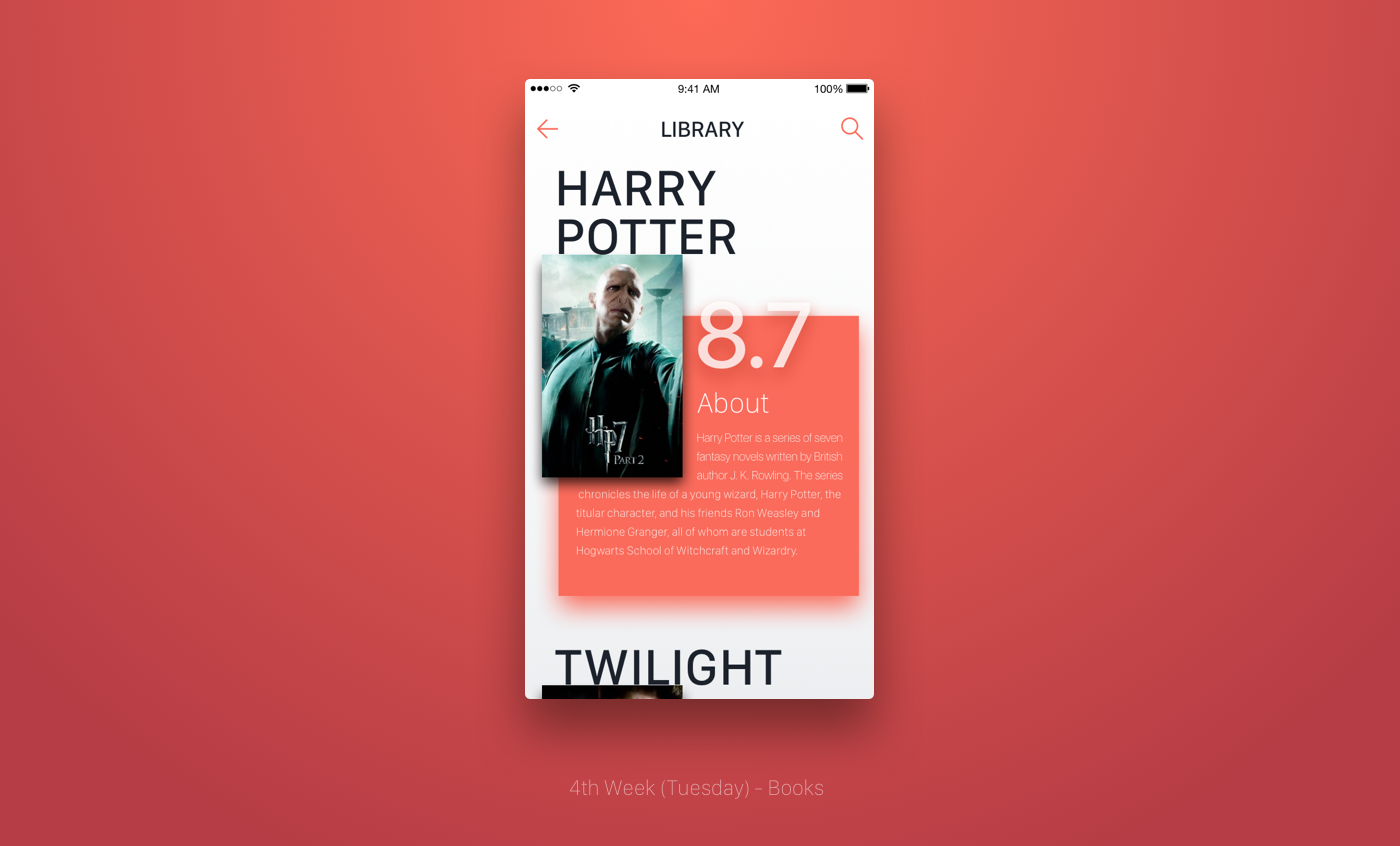 9:41 AM
100%
LIBRARY
HARRY
POTTER
8.7
About
Harry Potter is a series of seven
fantasy novels written by British
author J. K. Rowling. The series
chronicles the life of a young wizard, Harry Potter, the
titular character, and his friends Ron Weasley and
Hermione Granger, all of whom are students at
Hogwarts School of Witchcraft and Wizardry.
HP7
PART 2
TWILIGHT
4th Week (Tuesday) - Books